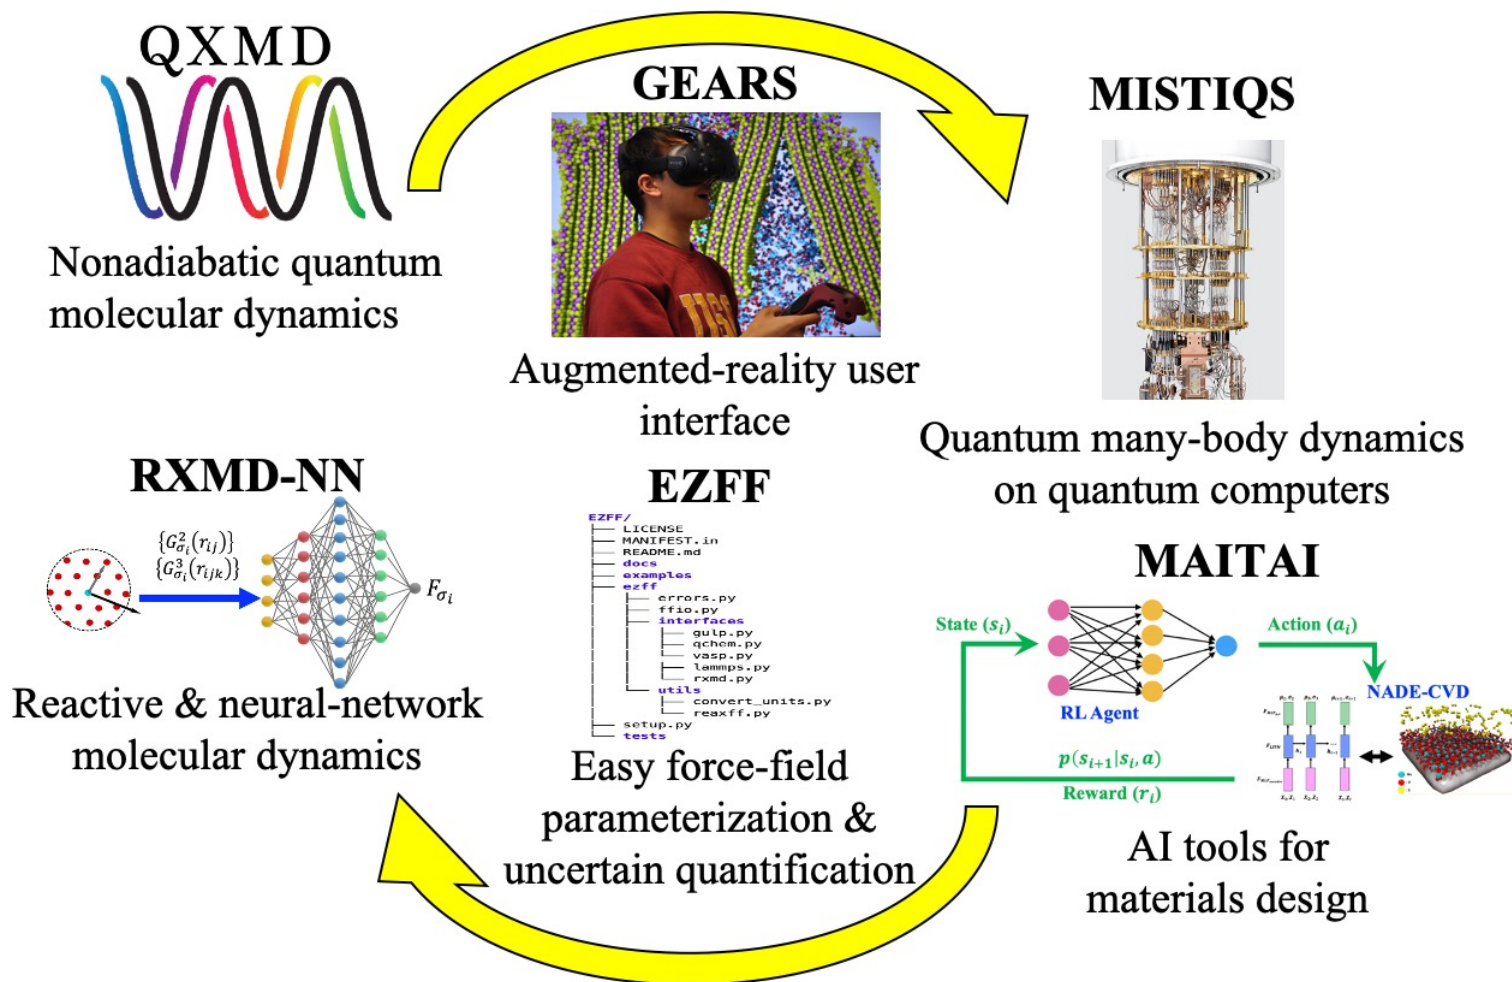 QXMD
Nonadiabatic quantum
molecular dynamics
GEARS
VIVE
USC
Augmented-reality user
interface
MISTIQS
Quantum many-body dynamics
on quantum computers
RXMD-NN
{G²σᵢ(rᵢⱼ)}
{G³σᵢ(rᵢⱼₖ)}
Fσᵢ
Reactive & neural-network
molecular dynamics
EZFF
EZFF/
LICENSE
MANIFEST.in
README.md
docs
examples
ezff
errors.py
ffio.py
interfaces
gulp.py
qchem.py
vasp.py
lammps.py
rxmd.py
utils
convert_units.py
reaxff.py
setup.py
tests
Easy force-field
parameterization &
uncertain quantification
MAITAI
State (sᵢ)
Action (aᵢ)
RL Agent
NADE-CVD
p(sᵢ₊₁|sᵢ, a)
Reward (rᵢ)
AI tools for
materials design